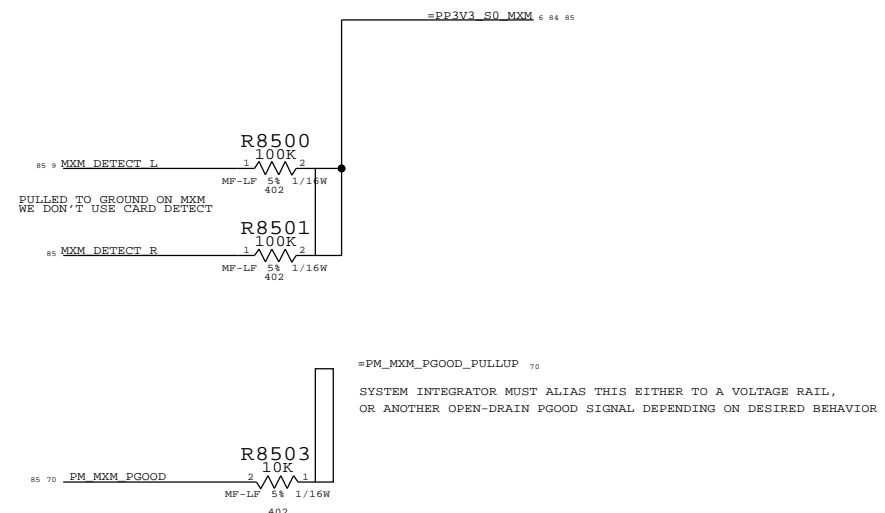 =PP3V3_S0_MXM 6 84 85
R8500
100K
85 9 MXM_DETECT_L 1 2
MF-LF 5% 1/16W
402
PULLED TO GROUND ON MXM
WE DON'T USE CARD DETECT
R8501
100K
85 MXM_DETECT_R 1 2
MF-LF 5% 1/16W
402
=PM_MXM_PGOOD_PULLUP 70
SYSTEM INTEGRATOR MUST ALIAS THIS EITHER TO A VOLTAGE RAIL,
OR ANOTHER OPEN-DRAIN PGOOD SIGNAL DEPENDING ON DESIRED BEHAVIOR
R8503
10K
85 70 PM_MXM_PGOOD 2 1
MF-LF 5% 1/16W
402